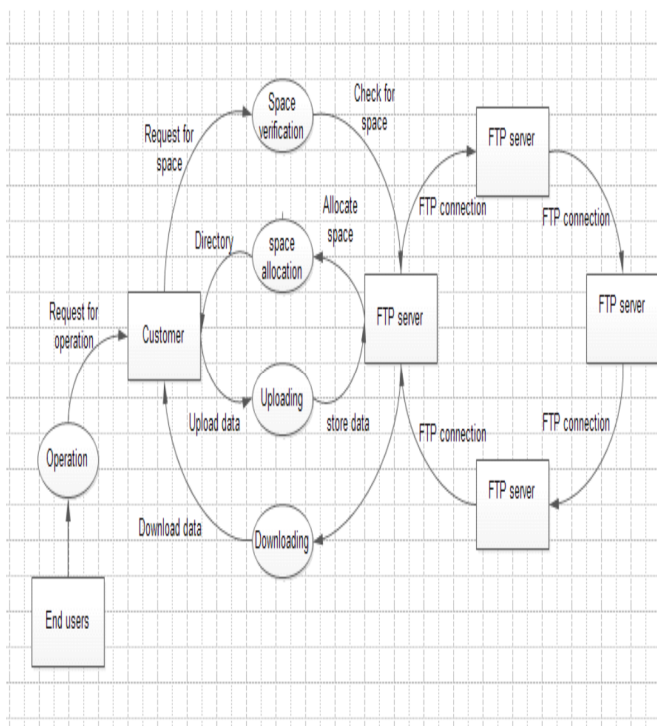 Space
verification
Check for
space
Request for
space
FTP server
FTP connection
FTP connection
Allocate
space
Directory
space
allocation
FTP server
FTP server
Request for
operation
Customer
Uploading
Upload data
store data
FTP connection
FTP connection
Operation
FTP server
Download data
Downloading
End users